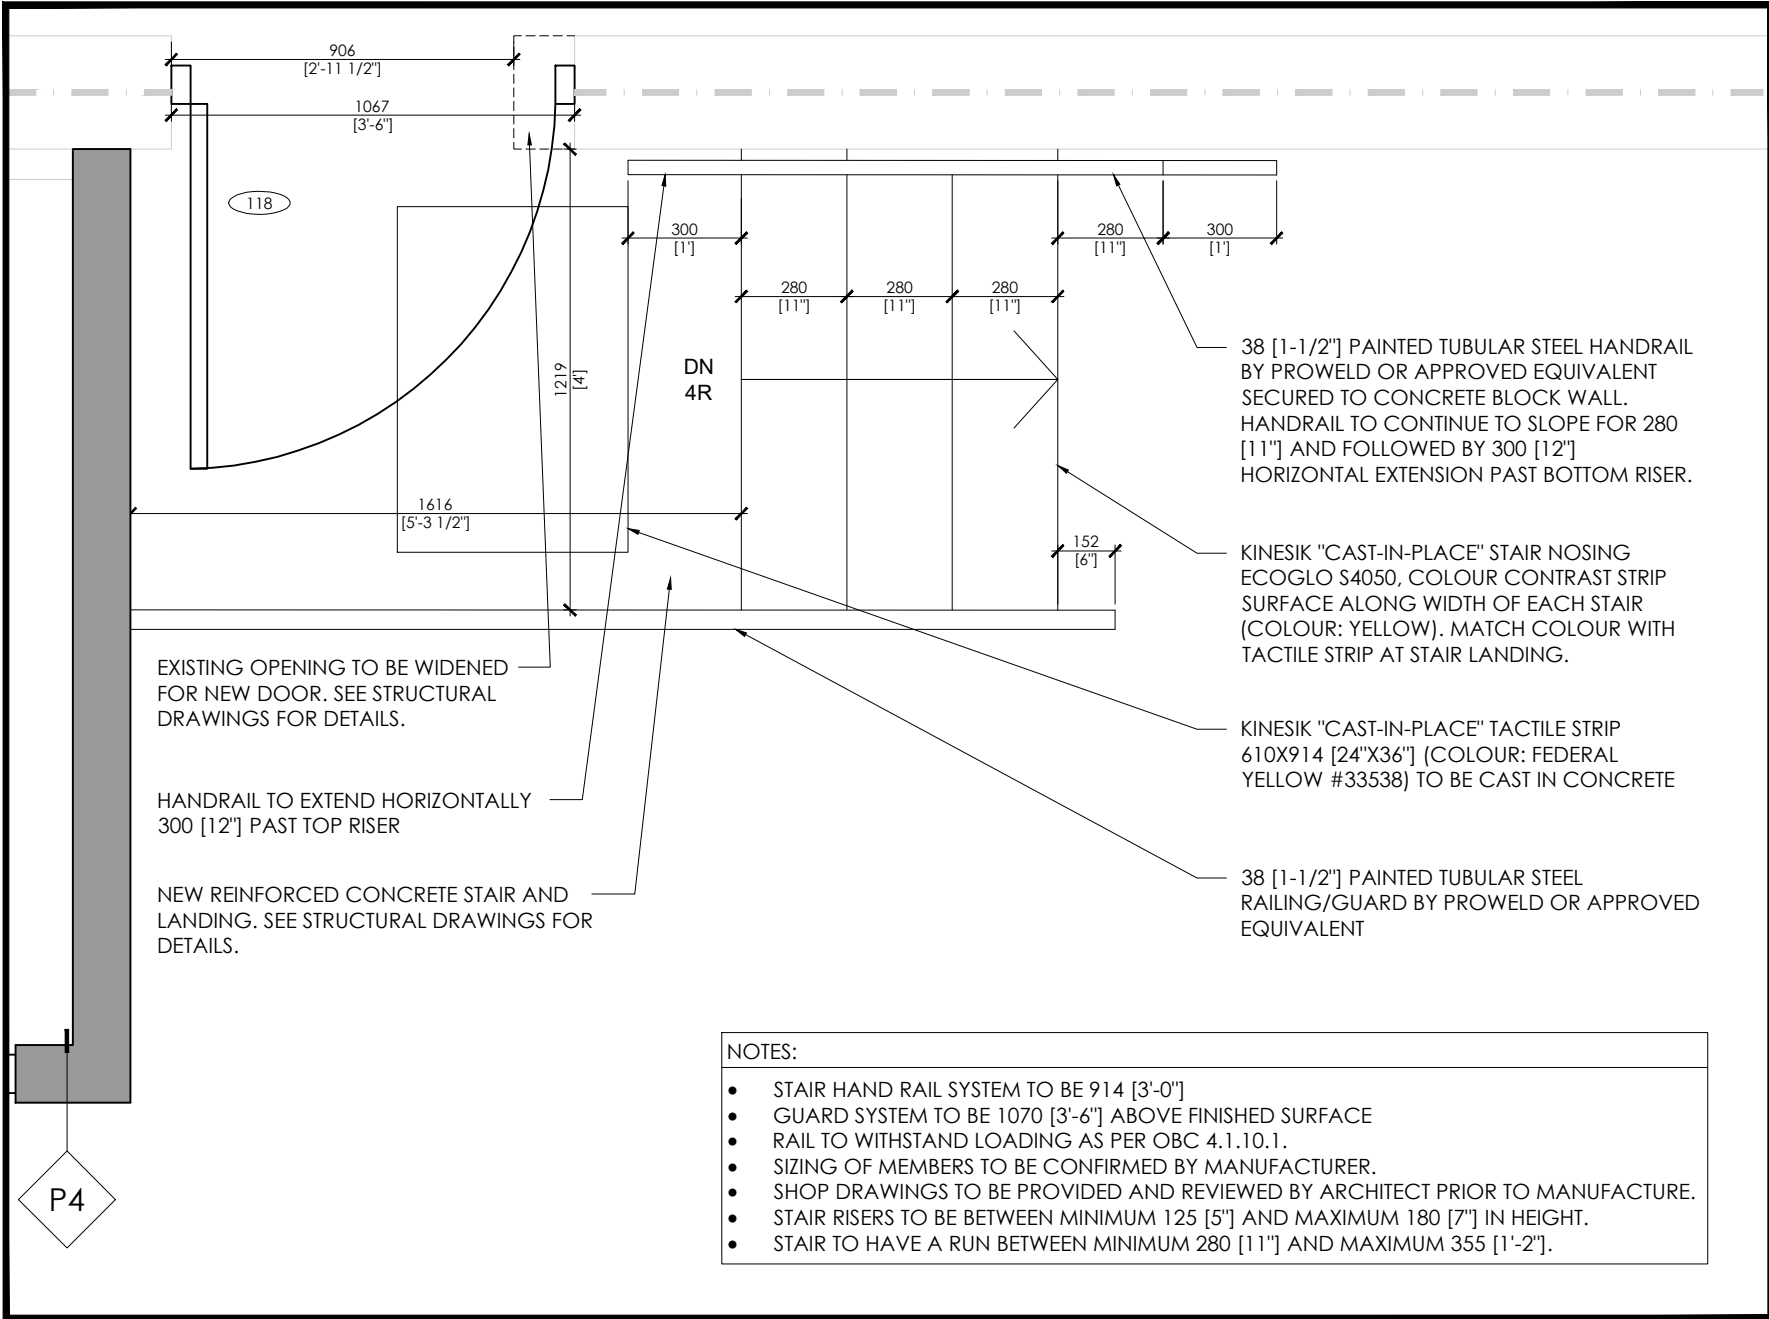 906
[2'-11 1/2"]
1067
[3'-6"]
118
300
[1']
280
[11"]
300
[1']
280
[11"]
280
[11"]
280
[11"]
DN
4R
1219
[4']
1616
[5'-3 1/2"]
152
[6"]
38 [1-1/2"] PAINTED TUBULAR STEEL HANDRAIL
BY PROWELD OR APPROVED EQUIVALENT
SECURED TO CONCRETE BLOCK WALL.
HANDRAIL TO CONTINUE TO SLOPE FOR 280
[11"] AND FOLLOWED BY 300 [12"]
HORIZONTAL EXTENSION PAST BOTTOM RISER.
KINESIK "CAST-IN-PLACE" STAIR NOSING
ECOGLO S4050, COLOUR CONTRAST STRIP
SURFACE ALONG WIDTH OF EACH STAIR
(COLOUR: YELLOW). MATCH COLOUR WITH
TACTILE STRIP AT STAIR LANDING.
EXISTING OPENING TO BE WIDENED
FOR NEW DOOR. SEE STRUCTURAL
DRAWINGS FOR DETAILS.
KINESIK "CAST-IN-PLACE" TACTILE STRIP
610X914 [24"X36"] (COLOUR: FEDERAL
YELLOW #33538) TO BE CAST IN CONCRETE
HANDRAIL TO EXTEND HORIZONTALLY
300 [12"] PAST TOP RISER
38 [1-1/2"] PAINTED TUBULAR STEEL
RAILING/GUARD BY PROWELD OR APPROVED
EQUIVALENT
NEW REINFORCED CONCRETE STAIR AND
LANDING. SEE STRUCTURAL DRAWINGS FOR
DETAILS.
NOTES:
• STAIR HAND RAIL SYSTEM TO BE 914 [3'-0"]
• GUARD SYSTEM TO BE 1070 [3'-6"] ABOVE FINISHED SURFACE
• RAIL TO WITHSTAND LOADING AS PER OBC 4.1.10.1.
• SIZING OF MEMBERS TO BE CONFIRMED BY MANUFACTURER.
• SHOP DRAWINGS TO BE PROVIDED AND REVIEWED BY ARCHITECT PRIOR TO MANUFACTURE.
• STAIR RISERS TO BE BETWEEN MINIMUM 125 [5"] AND MAXIMUM 180 [7"] IN HEIGHT.
• STAIR TO HAVE A RUN BETWEEN MINIMUM 280 [11"] AND MAXIMUM 355 [1'-2"].
P4